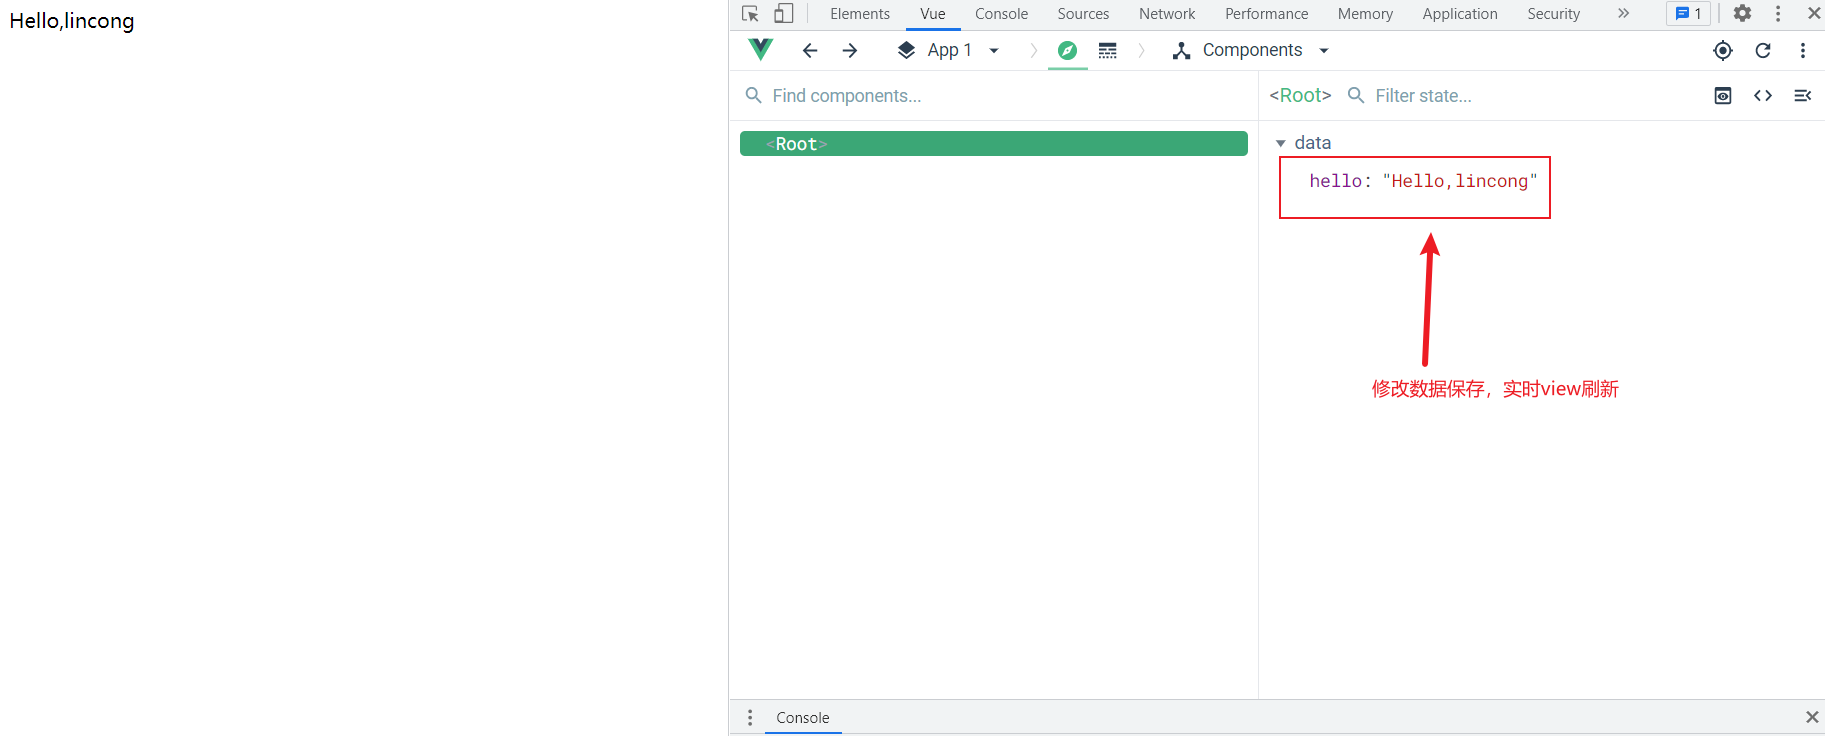 Hello,lincong
Elements Vue Console Sources Network Performance Memory Application Security » 1
App 1 Components
Find components...
<Root> Filter state...
<Root>
data
hello: "Hello,lincong"
修改数据保存，实时view刷新
Console